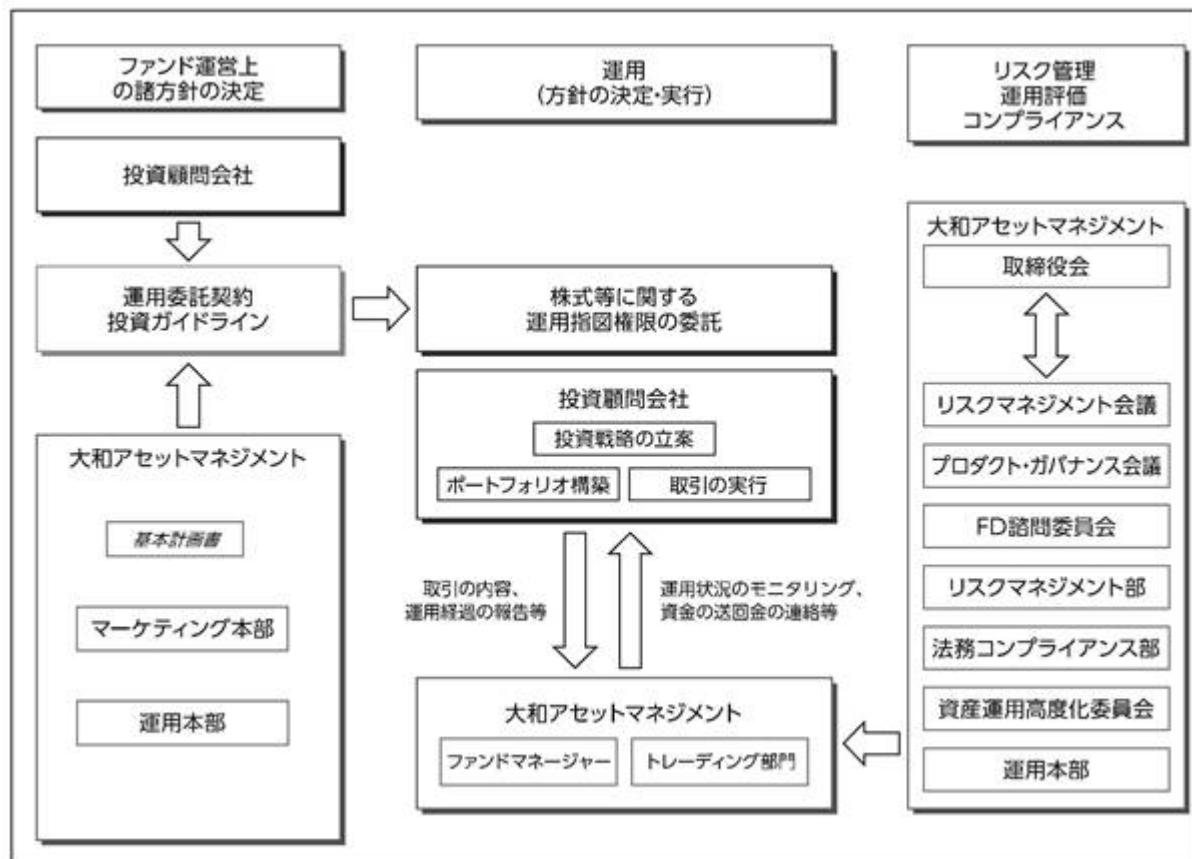 ファンド運営上
の諸方針の決定
運用
(方針の決定・実行)
リスク管理
運用評価
コンプライアンス
投資顧問会社
運用委託契約
投資ガイドライン
大和アセットマネジメント
基本計画書
マーケティング本部
運用本部
株式等に関する
運用指図権限の委託
投資顧問会社
投資戦略の立案
ポートフォリオ構築
取引の実行
取引の内容、
運用経過の報告等
運用状況のモニタリング、
資金の送回金の連絡等
大和アセットマネジメント
ファンドマネージャー
トレーディング部門
大和アセットマネジメント
取締役会
リスクマネジメント会議
プロダクト・ガバナンス会議
FD諮問委員会
リスクマネジメント部
法務コンプライアンス部
資産運用高度化委員会
運用本部